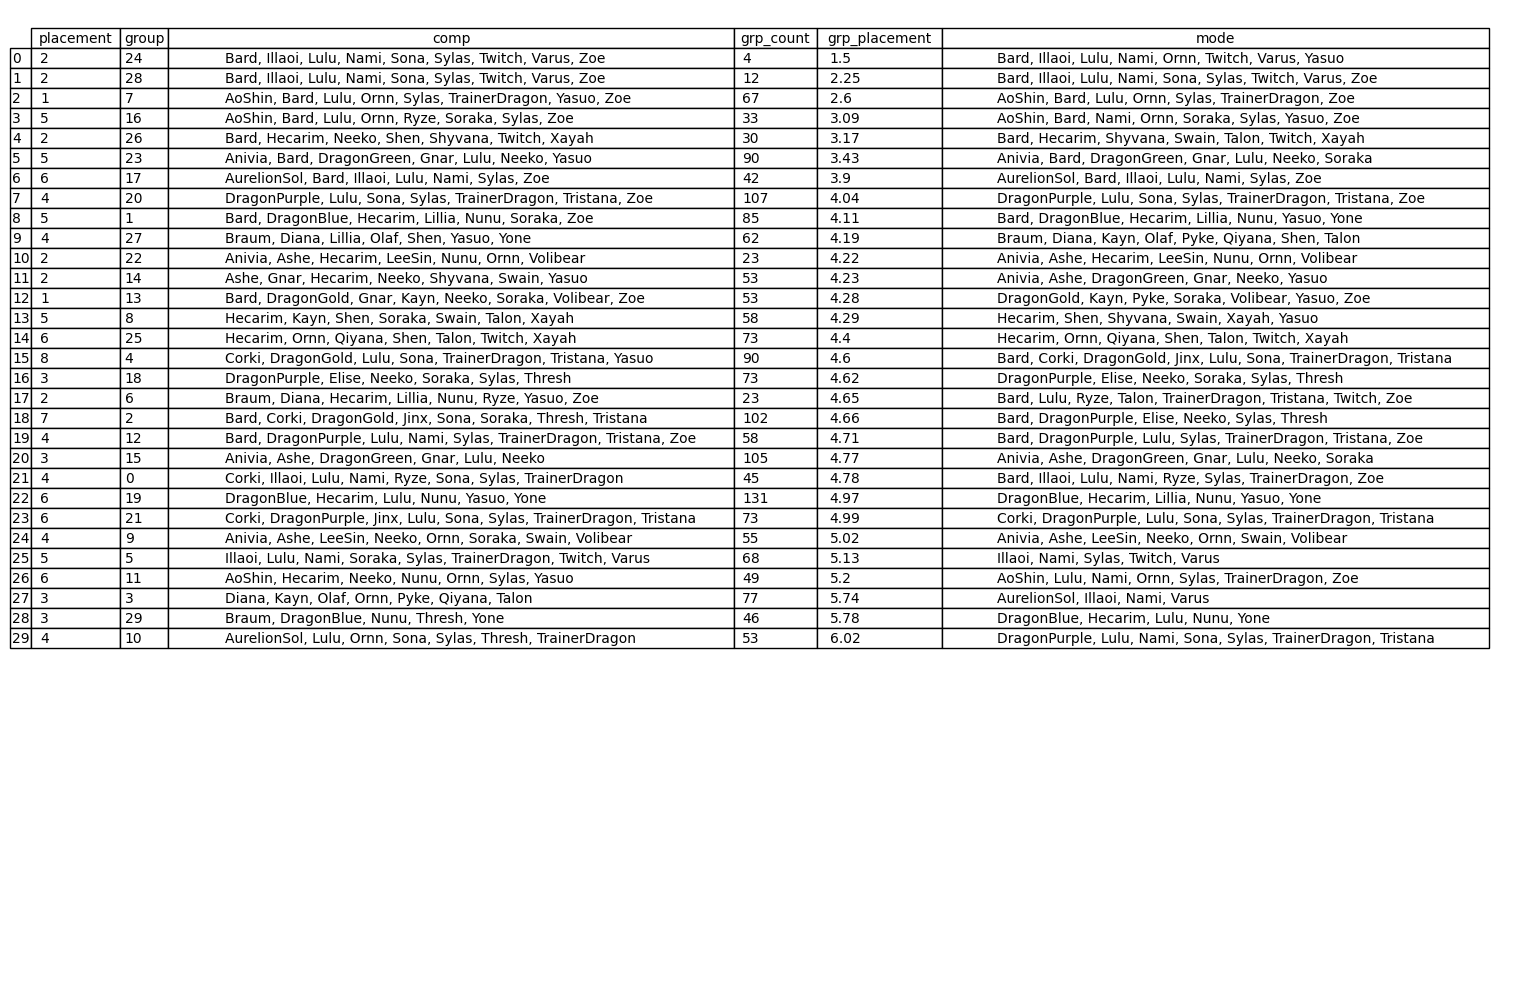 placement group comp grp_count grp_placement mode
0 2 24 Bard, Illaoi, Lulu, Nami, Sona, Sylas, Twitch, Varus, Zoe 4 1.5 Bard, Illaoi, Lulu, Nami, Ornn, Twitch, Varus, Yasuo
1 2 28 Bard, Illaoi, Lulu, Nami, Sona, Sylas, Twitch, Varus, Zoe 12 2.25 Bard, Illaoi, Lulu, Nami, Sona, Sylas, Twitch, Varus, Zoe
2 1 7 AoShin, Bard, Lulu, Ornn, Sylas, TrainerDragon, Yasuo, Zoe 67 2.6 AoShin, Bard, Lulu, Ornn, Sylas, TrainerDragon, Zoe
3 5 16 AoShin, Bard, Lulu, Ornn, Ryze, Soraka, Sylas, Zoe 33 3.09 AoShin, Bard, Nami, Ornn, Soraka, Sylas, Yasuo, Zoe
4 2 26 Bard, Hecarim, Neeko, Shen, Shyvana, Twitch, Xayah 30 3.17 Bard, Hecarim, Shyvana, Swain, Talon, Twitch, Xayah
5 5 23 Anivia, Bard, DragonGreen, Gnar, Lulu, Neeko, Yasuo 90 3.43 Anivia, Bard, DragonGreen, Gnar, Lulu, Neeko, Soraka
6 6 17 AurelionSol, Bard, Illaoi, Lulu, Nami, Sylas, Zoe 42 3.9 AurelionSol, Bard, Illaoi, Lulu, Nami, Sylas, Zoe
7 4 20 DragonPurple, Lulu, Sona, Sylas, TrainerDragon, Tristana, Zoe 107 4.04 DragonPurple, Lulu, Sona, Sylas, TrainerDragon, Tristana, Zoe
8 5 1 Bard, DragonBlue, Hecarim, Lillia, Nunu, Soraka, Zoe 85 4.11 Bard, DragonBlue, Hecarim, Lillia, Nunu, Yasuo, Yone
9 4 27 Braum, Diana, Lillia, Olaf, Shen, Yasuo, Yone 62 4.19 Braum, Diana, Kayn, Olaf, Pyke, Qiyana, Shen, Talon
10 2 22 Anivia, Ashe, Hecarim, LeeSin, Nunu, Ornn, Volibear 23 4.22 Anivia, Ashe, Hecarim, LeeSin, Nunu, Ornn, Volibear
11 2 14 Ashe, Gnar, Hecarim, Neeko, Shyvana, Swain, Yasuo 53 4.23 Anivia, Ashe, DragonGreen, Gnar, Neeko, Yasuo
12 1 13 Bard, DragonGold, Gnar, Kayn, Neeko, Soraka, Volibear, Zoe 53 4.28 DragonGold, Kayn, Pyke, Soraka, Volibear, Yasuo, Zoe
13 5 8 Hecarim, Kayn, Shen, Soraka, Swain, Talon, Xayah 58 4.29 Hecarim, Shen, Shyvana, Swain, Xayah, Yasuo
14 6 25 Hecarim, Ornn, Qiyana, Shen, Talon, Twitch, Xayah 73 4.4 Hecarim, Ornn, Qiyana, Shen, Talon, Twitch, Xayah
15 8 4 Corki, DragonGold, Lulu, Sona, TrainerDragon, Tristana, Yasuo 90 4.6 Bard, Corki, DragonGold, Jinx, Lulu, Sona, TrainerDragon, Tristana
16 3 18 DragonPurple, Elise, Neeko, Soraka, Sylas, Thresh 73 4.62 DragonPurple, Elise, Neeko, Soraka, Sylas, Thresh
17 2 6 Braum, Diana, Hecarim, Lillia, Nunu, Ryze, Yasuo, Zoe 23 4.65 Bard, Lulu, Ryze, Talon, TrainerDragon, Tristana, Twitch, Zoe
18 7 2 Bard, Corki, DragonGold, Jinx, Sona, Soraka, Thresh, Tristana 102 4.66 Bard, DragonPurple, Elise, Neeko, Sylas, Thresh
19 4 12 Bard, DragonPurple, Lulu, Nami, Sylas, TrainerDragon, Tristana, Zoe 58 4.71 Bard, DragonPurple, Lulu, Sylas, TrainerDragon, Tristana, Zoe
20 3 15 Anivia, Ashe, DragonGreen, Gnar, Lulu, Neeko 105 4.77 Anivia, Ashe, DragonGreen, Gnar, Lulu, Neeko, Soraka
21 4 0 Corki, Illaoi, Lulu, Nami, Ryze, Sona, Sylas, TrainerDragon 45 4.78 Bard, Illaoi, Lulu, Nami, Ryze, Sylas, TrainerDragon, Zoe
22 6 19 DragonBlue, Hecarim, Lulu, Nunu, Yasuo, Yone 131 4.97 DragonBlue, Hecarim, Lillia, Nunu, Yasuo, Yone
23 6 21 Corki, DragonPurple, Jinx, Lulu, Sona, Sylas, TrainerDragon, Tristana 73 4.99 Corki, DragonPurple, Lulu, Sona, Sylas, TrainerDragon, Tristana
24 4 9 Anivia, Ashe, LeeSin, Neeko, Ornn, Soraka, Swain, Volibear 55 5.02 Anivia, Ashe, LeeSin, Neeko, Ornn, Swain, Volibear
25 5 5 Illaoi, Lulu, Nami, Soraka, Sylas, TrainerDragon, Twitch, Varus 68 5.13 Illaoi, Nami, Sylas, Twitch, Varus
26 6 11 AoShin, Hecarim, Neeko, Nunu, Ornn, Sylas, Yasuo 49 5.2 AoShin, Lulu, Nami, Ornn, Sylas, TrainerDragon, Zoe
27 3 3 Diana, Kayn, Olaf, Ornn, Pyke, Qiyana, Talon 77 5.74 AurelionSol, Illaoi, Nami, Varus
28 3 29 Braum, DragonBlue, Nunu, Thresh, Yone 46 5.78 DragonBlue, Hecarim, Lulu, Nunu, Yone
29 4 10 AurelionSol, Lulu, Ornn, Sona, Sylas, Thresh, TrainerDragon 53 6.02 DragonPurple, Lulu, Nami, Sona, Sylas, TrainerDragon, Tristana